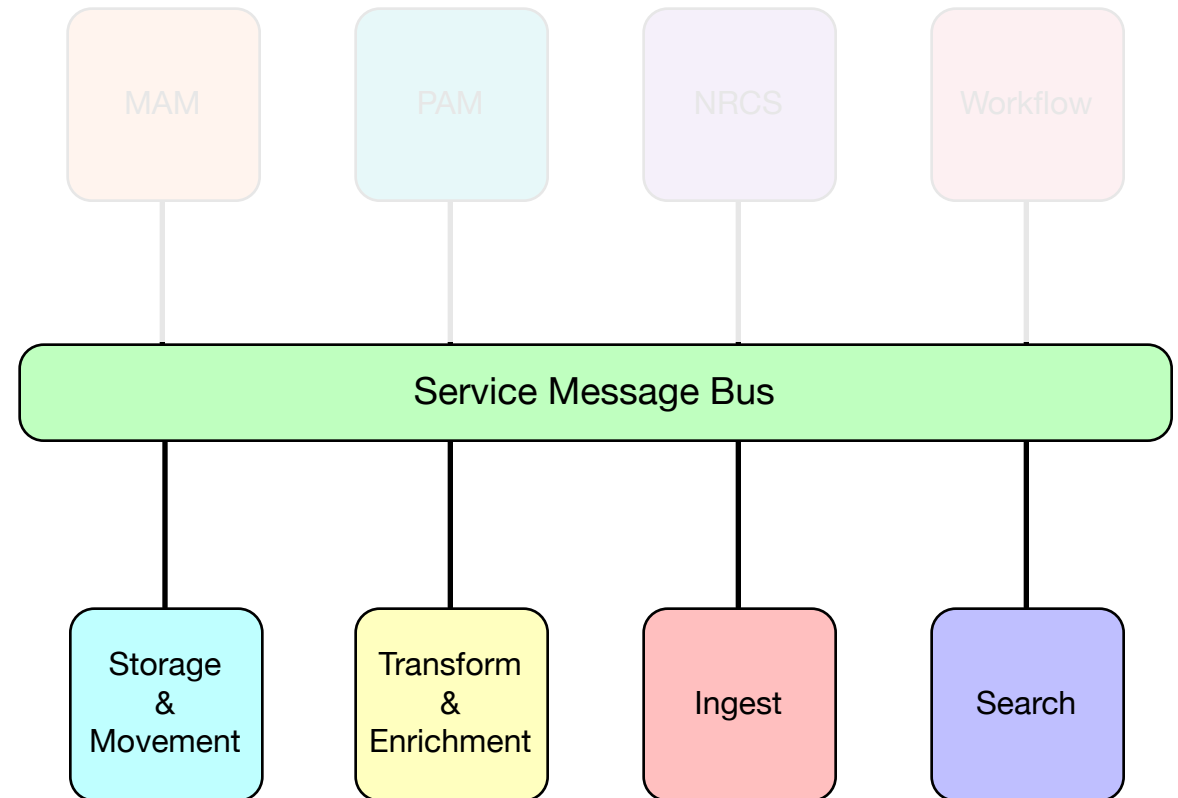 MAM
PAM
NRCS
Workflow
Service Message Bus
Storage
&
Movement
Transform
&
Enrichment
Ingest
Search